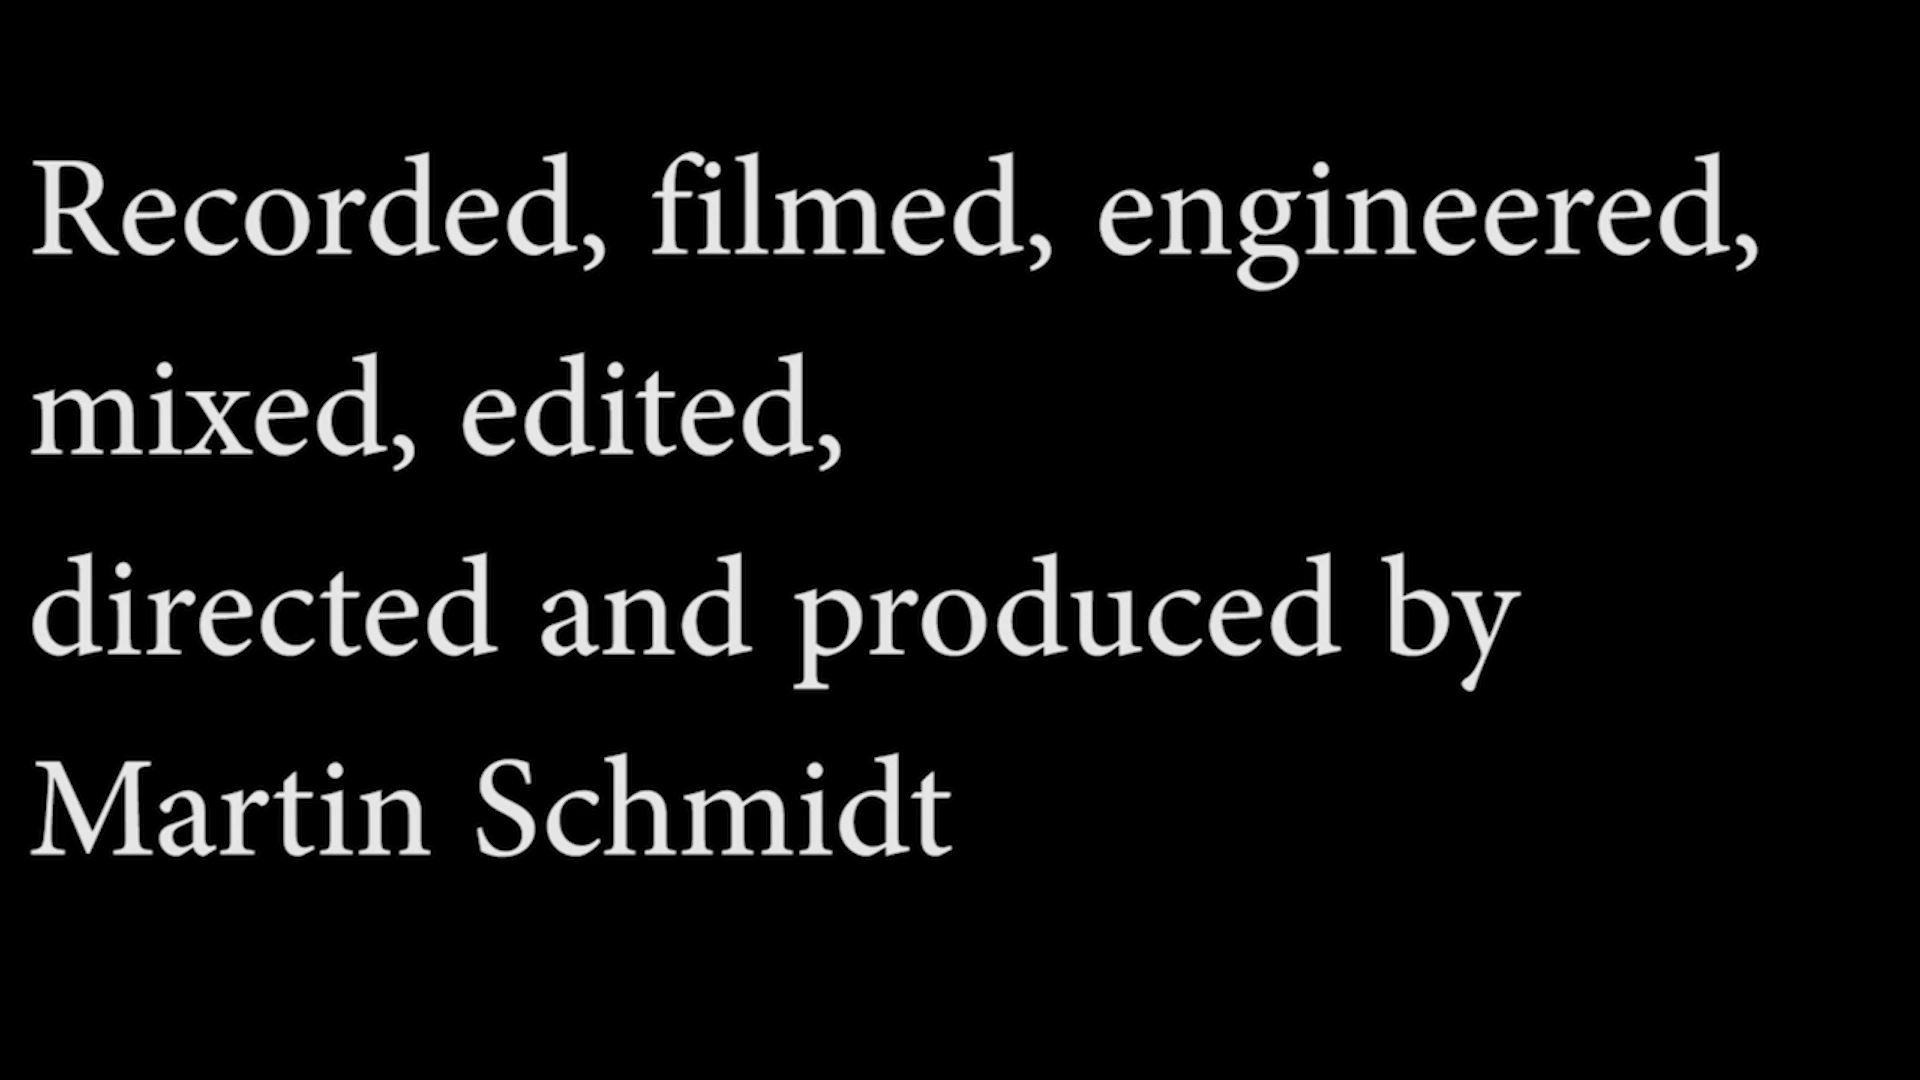 Recorded, filmed, engineered,
mixed, edited,
directed and produced by
Martin Schmidt